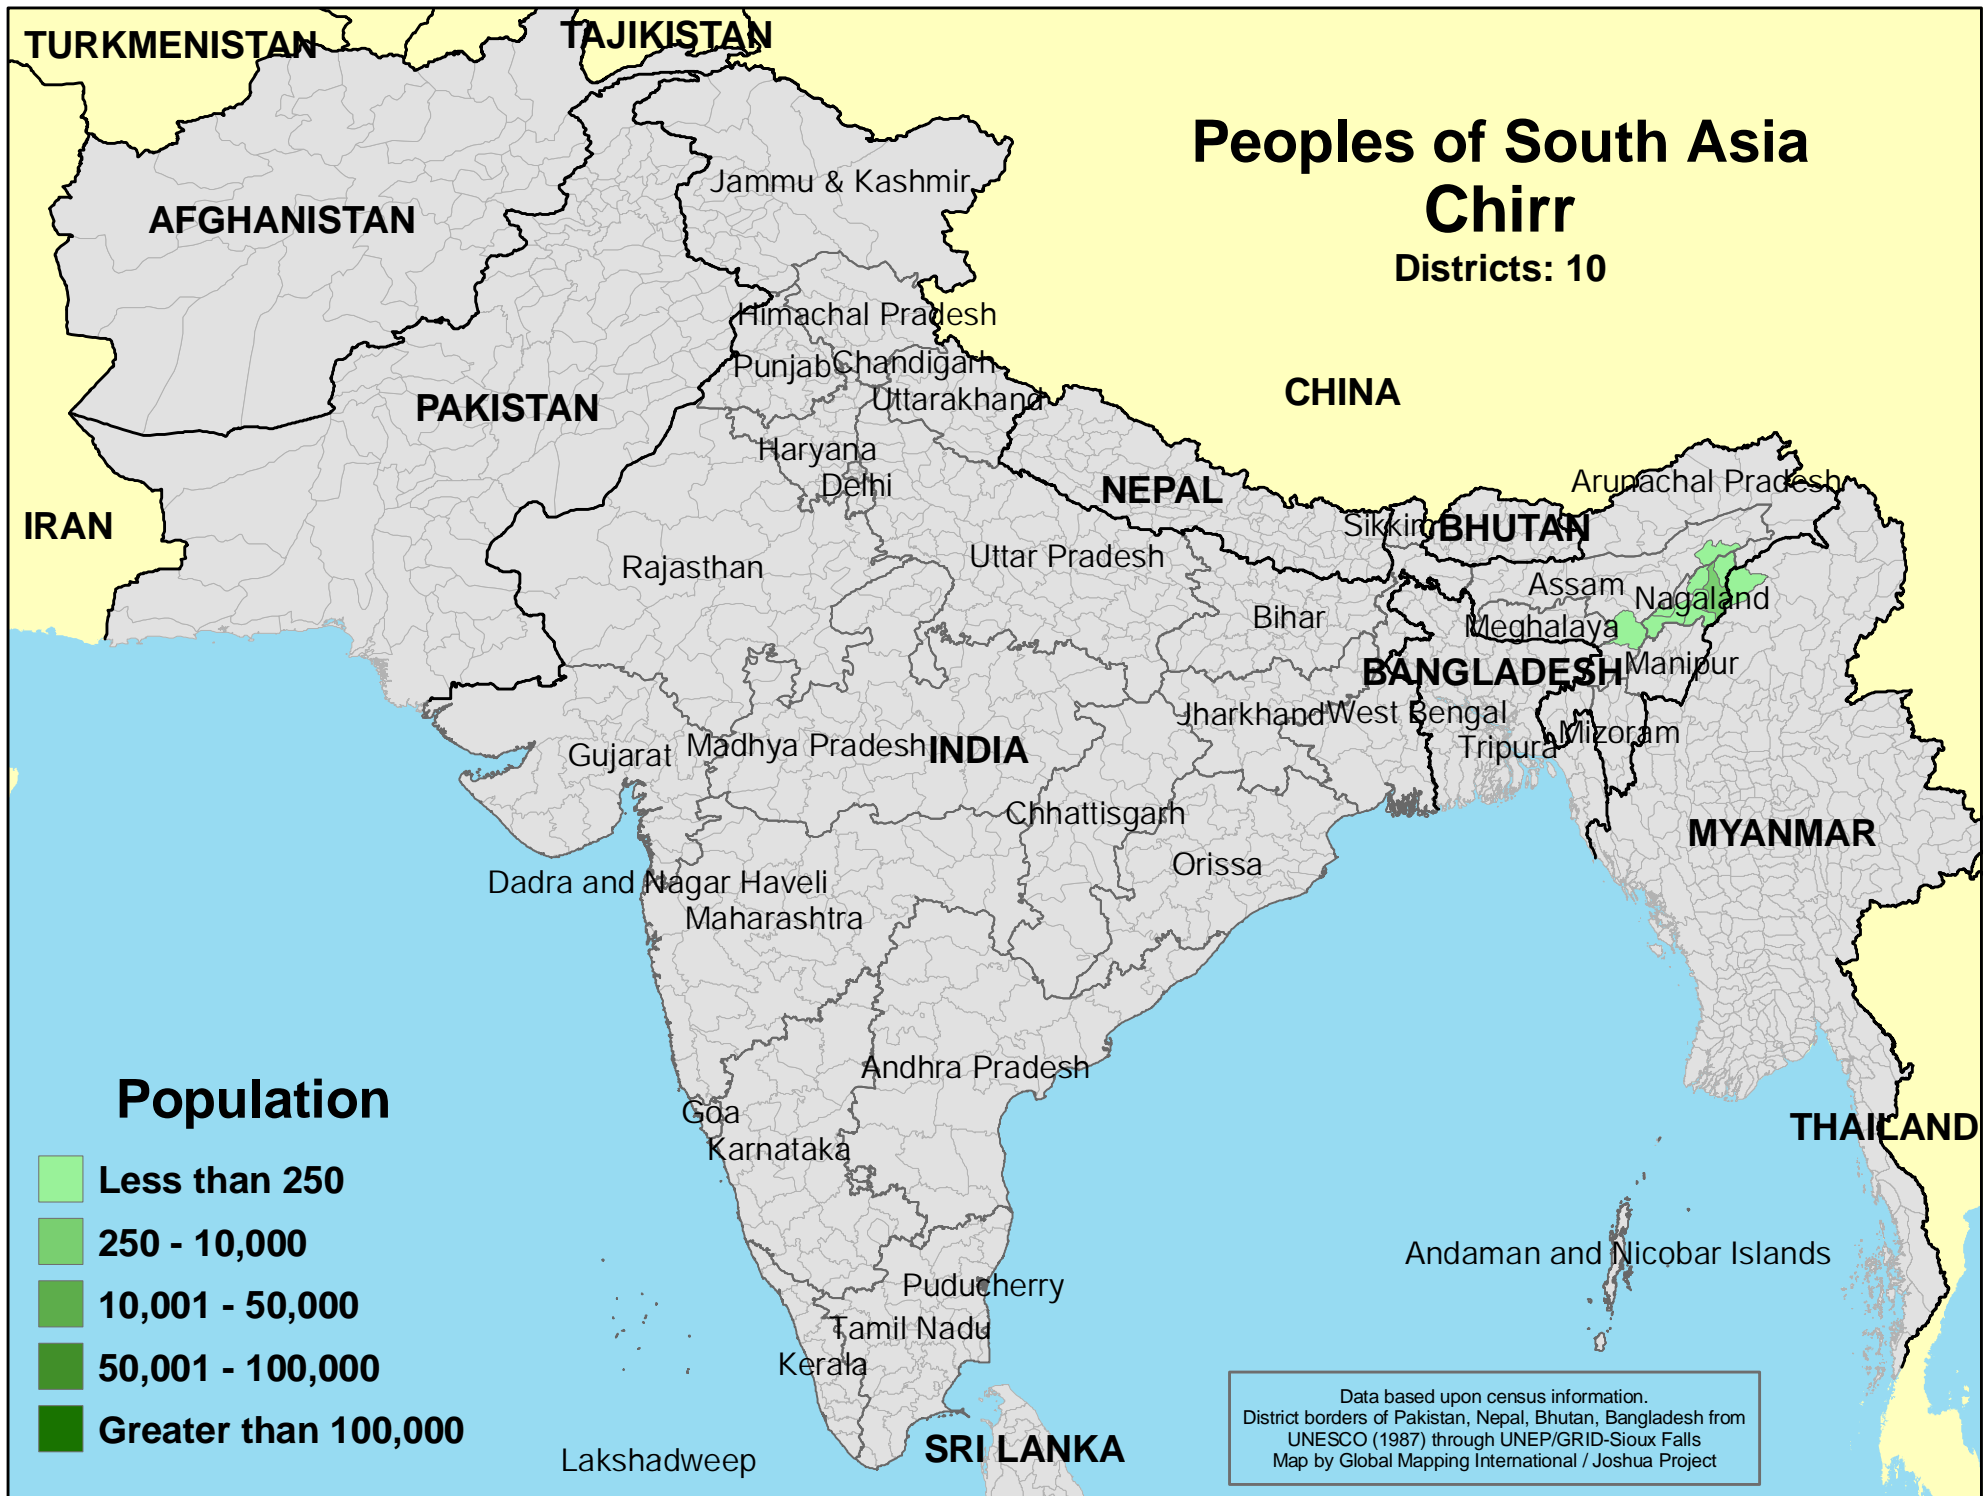 TURKMENISTAN
TAJIKISTAN
Peoples of South Asia
Chirr
Districts: 10
Jammu & Kashmir
AFGHANISTAN
Himachal Pradesh
Punjab
Chandigarh
CHINA
Uttarakhand
PAKISTAN
Haryana
Delhi
NEPAL
Arunachal Pradesh
IRAN
Sikkim
BHUTAN
Uttar Pradesh
Rajasthan
Assam
Nagaland
Bihar
Meghalaya
BANGLADESH
Manipur
Jharkhand
West Bengal
Tripura
Mizoram
Gujarat
Madhya Pradesh
INDIA
Chhattisgarh
MYANMAR
Orissa
Dadra and Nagar Haveli
Maharashtra
Andhra Pradesh
Goa
Karnataka
THAILAND
Population
Less than 250
250 - 10,000
10,001 - 50,000
50,001 - 100,000
Greater than 100,000
Andaman and Nicobar Islands
Puducherry
Tamil Nadu
Kerala
Lakshadweep
SRI LANKA
Data based upon census information.
District borders of Pakistan, Nepal, Bhutan, Bangladesh from
UNESCO (1987) through UNEP/GRID-Sioux Falls
Map by Global Mapping International / Joshua Project